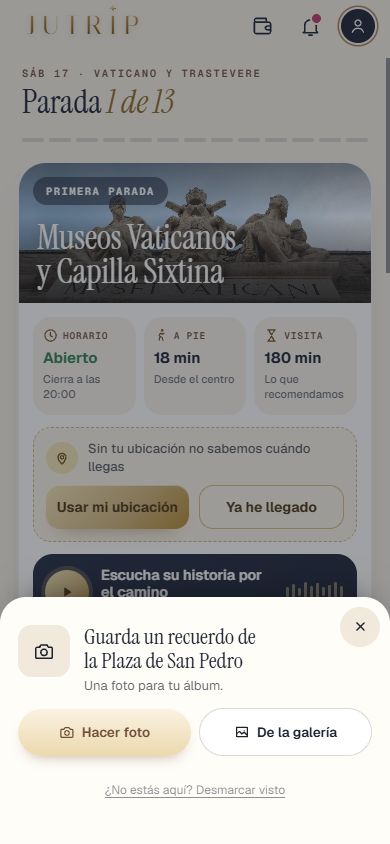 JUTRIP
SÁB 17 · VATICANO Y TRASTEVERE
Parada 1 de 13
PRIMERA PARADA
Museos Vaticanos
y Capilla Sixtina
MUSEI VATICANI
HORARIO
Abierto
Cierra a las
20:00
A PIE
18 min
Desde el centro
VISITA
180 min
Lo que
recomendamos
Sin tu ubicación no sabemos cuándo
llegas
Usar mi ubicación
Ya he llegado
Escucha su historia por
el camino
Guarda un recuerdo de
la Plaza de San Pedro
Una foto para tu álbum.
Hacer foto
De la galería
¿No estás aquí? Desmarcar visto